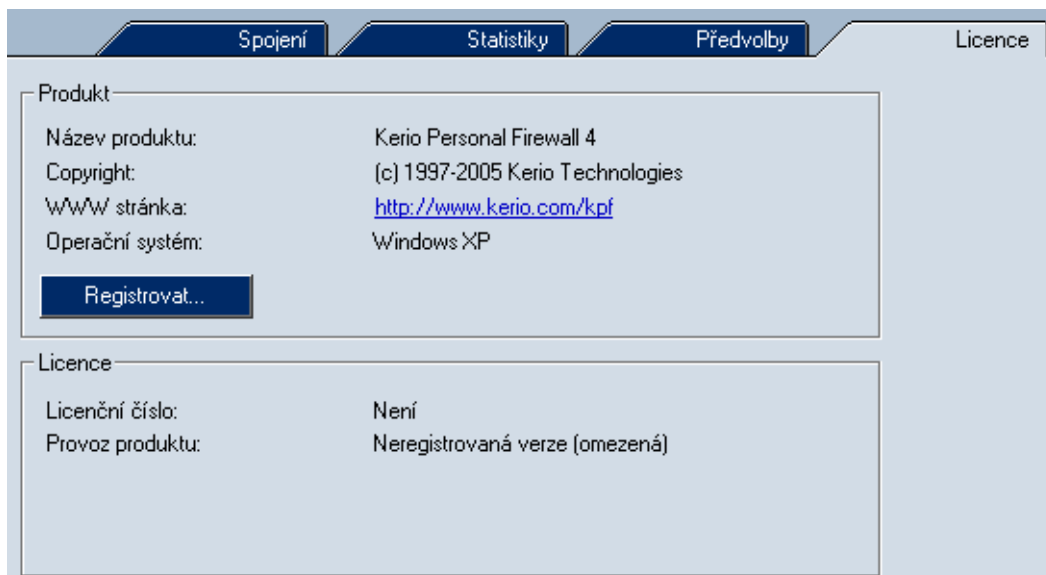 Spojení Statistiky Předvolby Licence
Produkt
Název produktu: Kerio Personal Firewall 4
Copyright: (c) 1997-2005 Kerio Technologies
WWW stránka: http://www.kerio.com/kpf
Operační systém: Windows XP
Registrovat...
Licence
Licenční číslo: Není
Provoz produktu: Neregistrovaná verze (omezená)